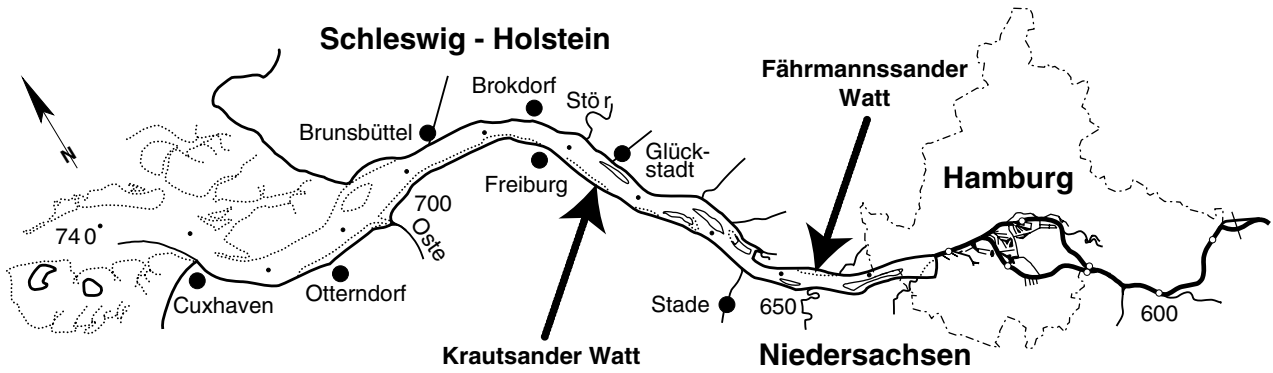 Schleswig - Holstein
Fährmannssander
Watt
Brokdorf
Stör
Brunsbüttel
Glück-
stadt
N
Freiburg
Hamburg
700
Oste
740
Cuxhaven
Otterndorf
Stade
650
600
Krautsander Watt
Niedersachsen